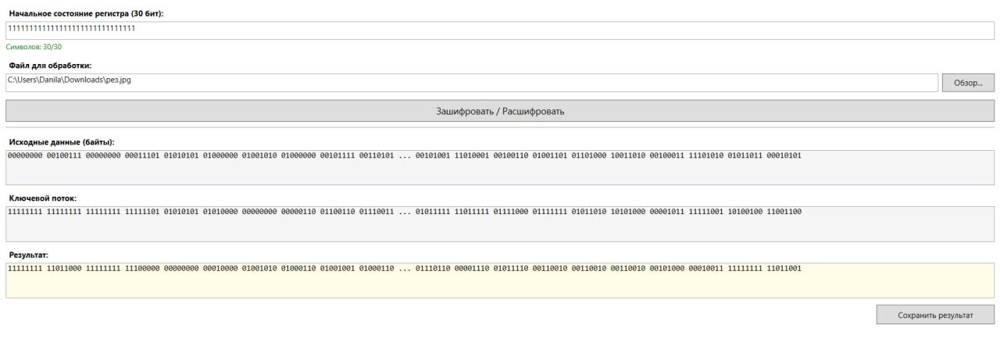 Начальное состояние регистра (30 бит):
111111111111111111111111111111
Символов: 30/30
Файл для обработки:
C:\Users\Danila\Downloads\рез.jpg
Обзор...
Зашифровать / Расшифровать
Исходные данные (байты):
00000000 00100111 00000000 00011101 01010101 01000000 01001010 01000000 00101111 00110101 ... 00101001 11010001 00100110 01001101 01101000 10011010 00100011 11101010 01011011 00010101
Ключевой поток:
11111111 11111111 11111111 11111101 01010101 01010000 00000000 00000110 01100110 01110011 ... 01011111 11011111 01111000 01111111 01011010 10101000 00001011 11111001 10100100 11001100
Результат:
11111111 11011000 11111111 11100000 00000000 00010000 01001010 01000110 01001001 01000110 ... 01110110 00001110 01011110 00110010 00110010 00110010 00101000 00010011 11111111 11011001
Сохранить результат